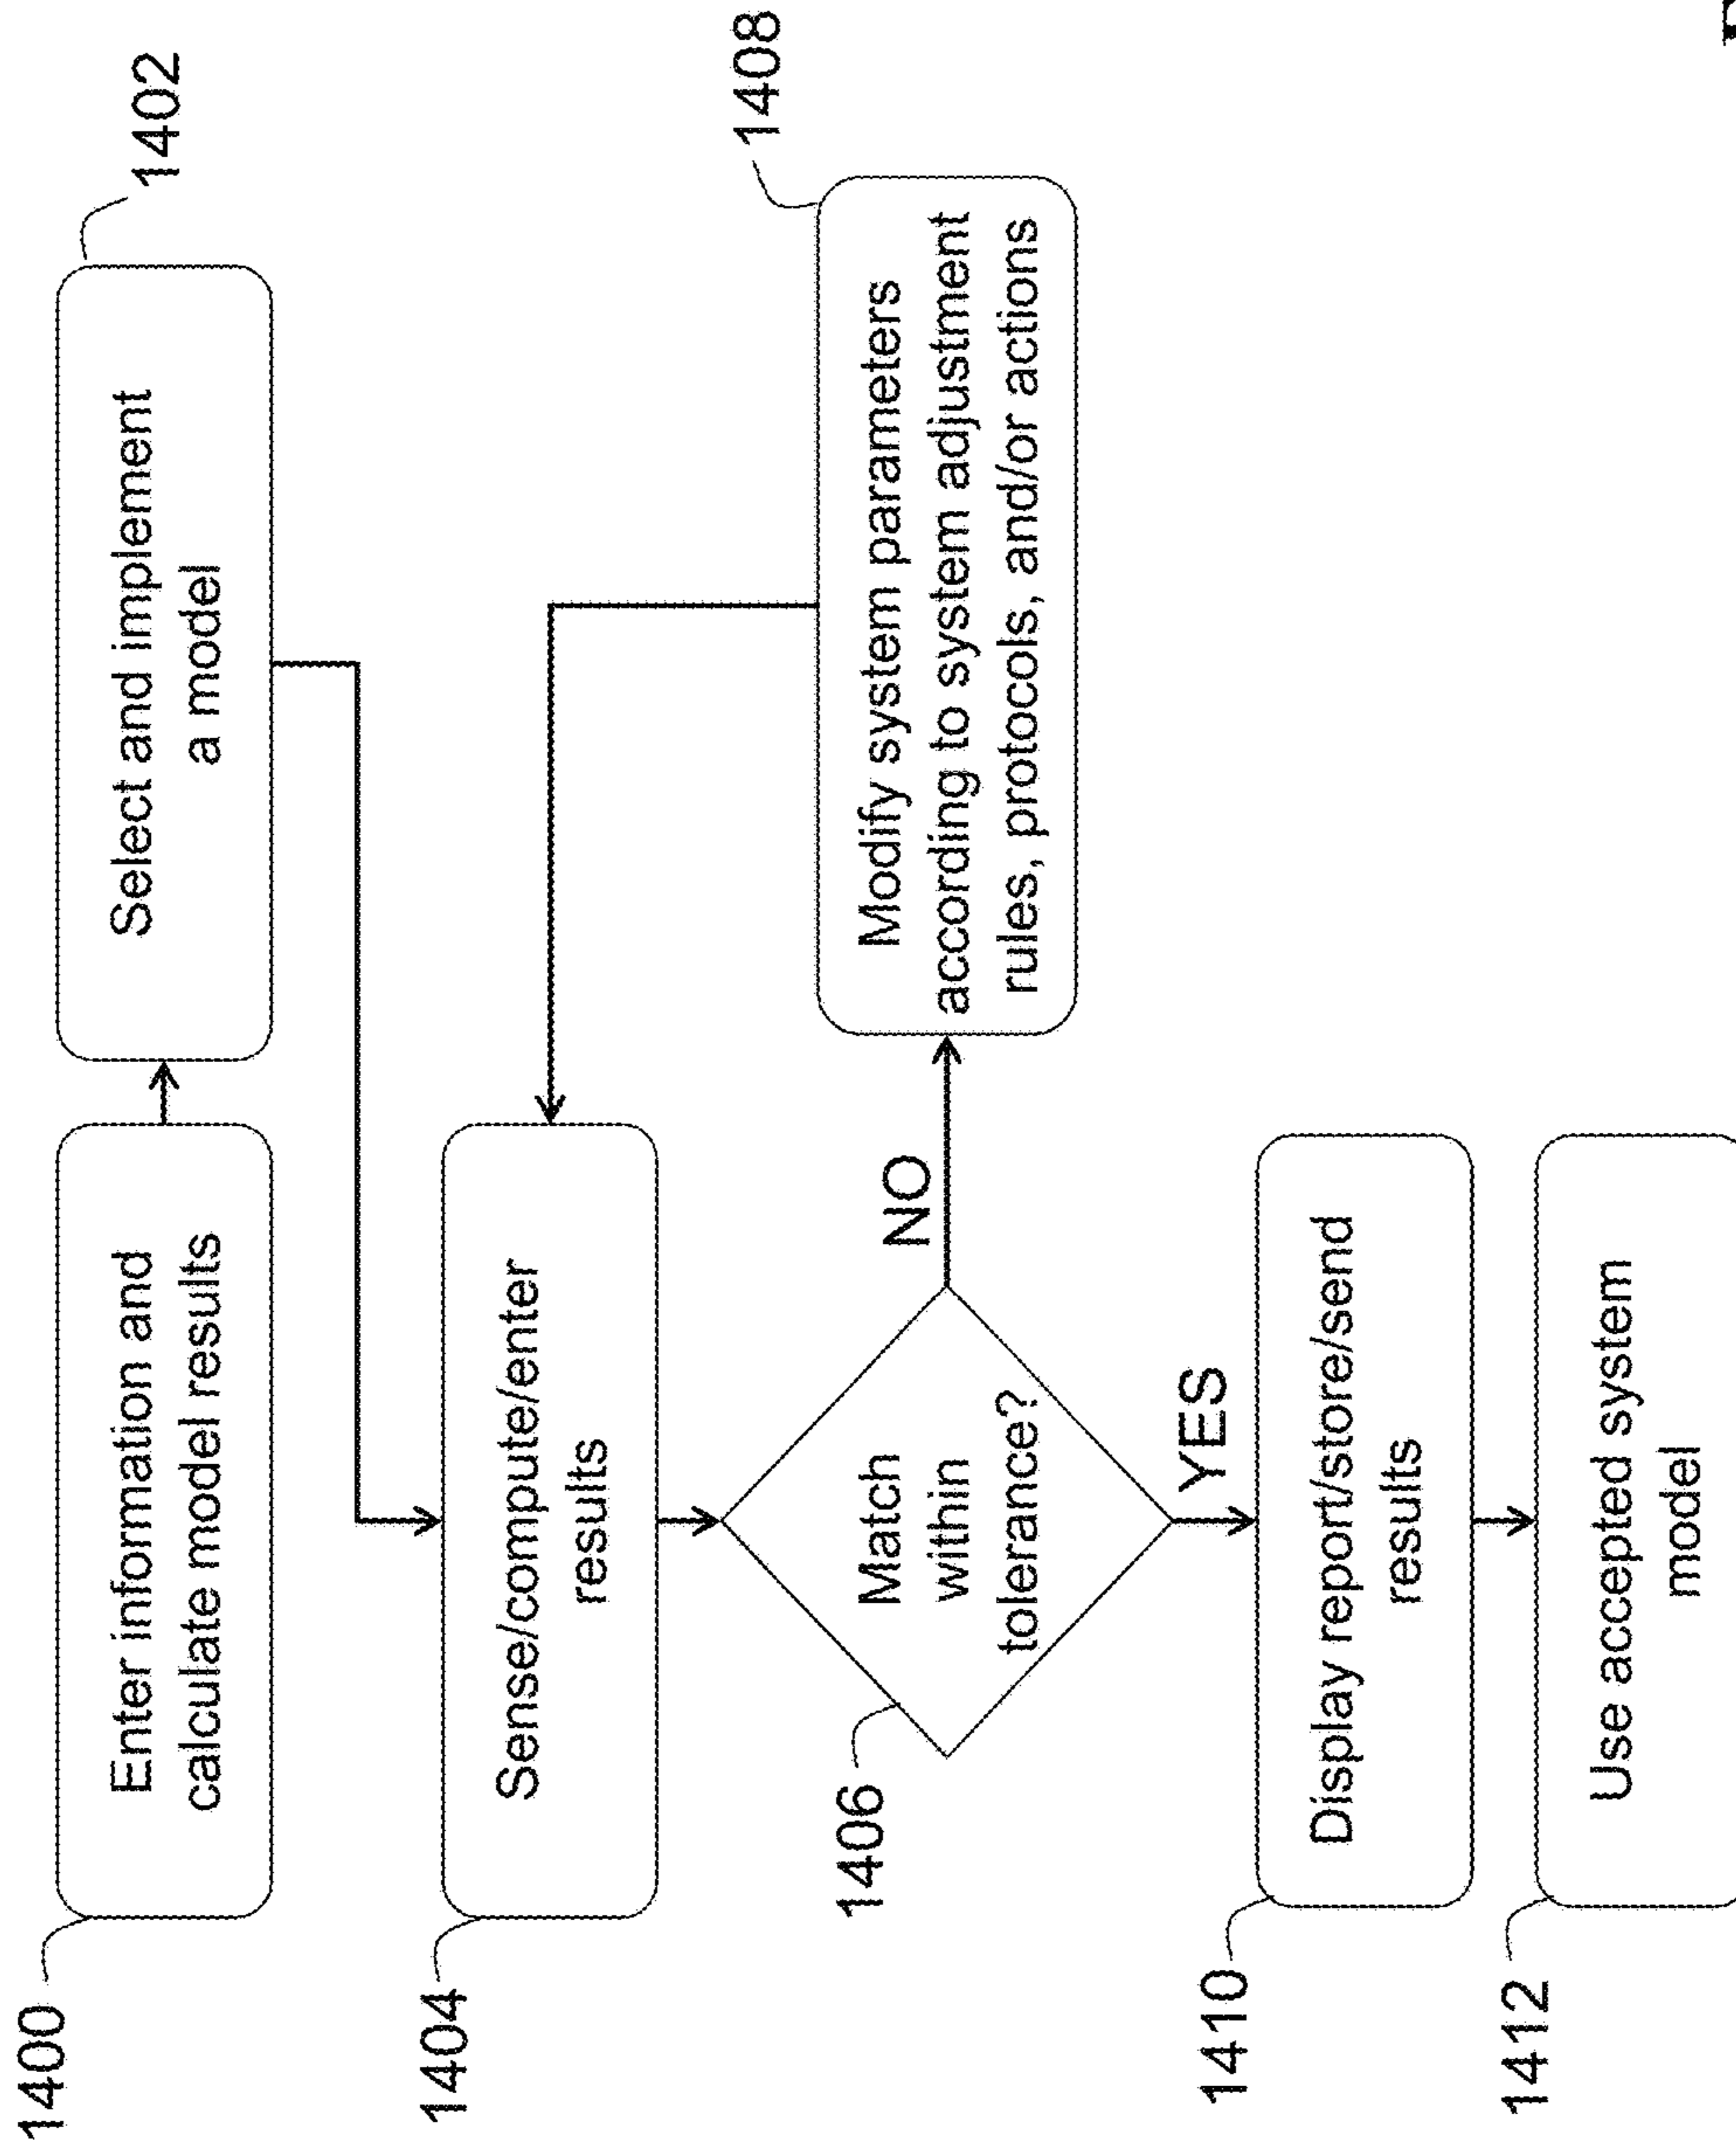 1400
Enter information and
calculate model results
1402
Select and implement
a model
1404
Sense/compute/enter
results
1406
Match
within
tolerance?
NO
1408
Modify system parameters
according to system adjustment
rules, protocols, and/or actions
YES
1410
Display report/store/send
results
1412
Use accepted system
model